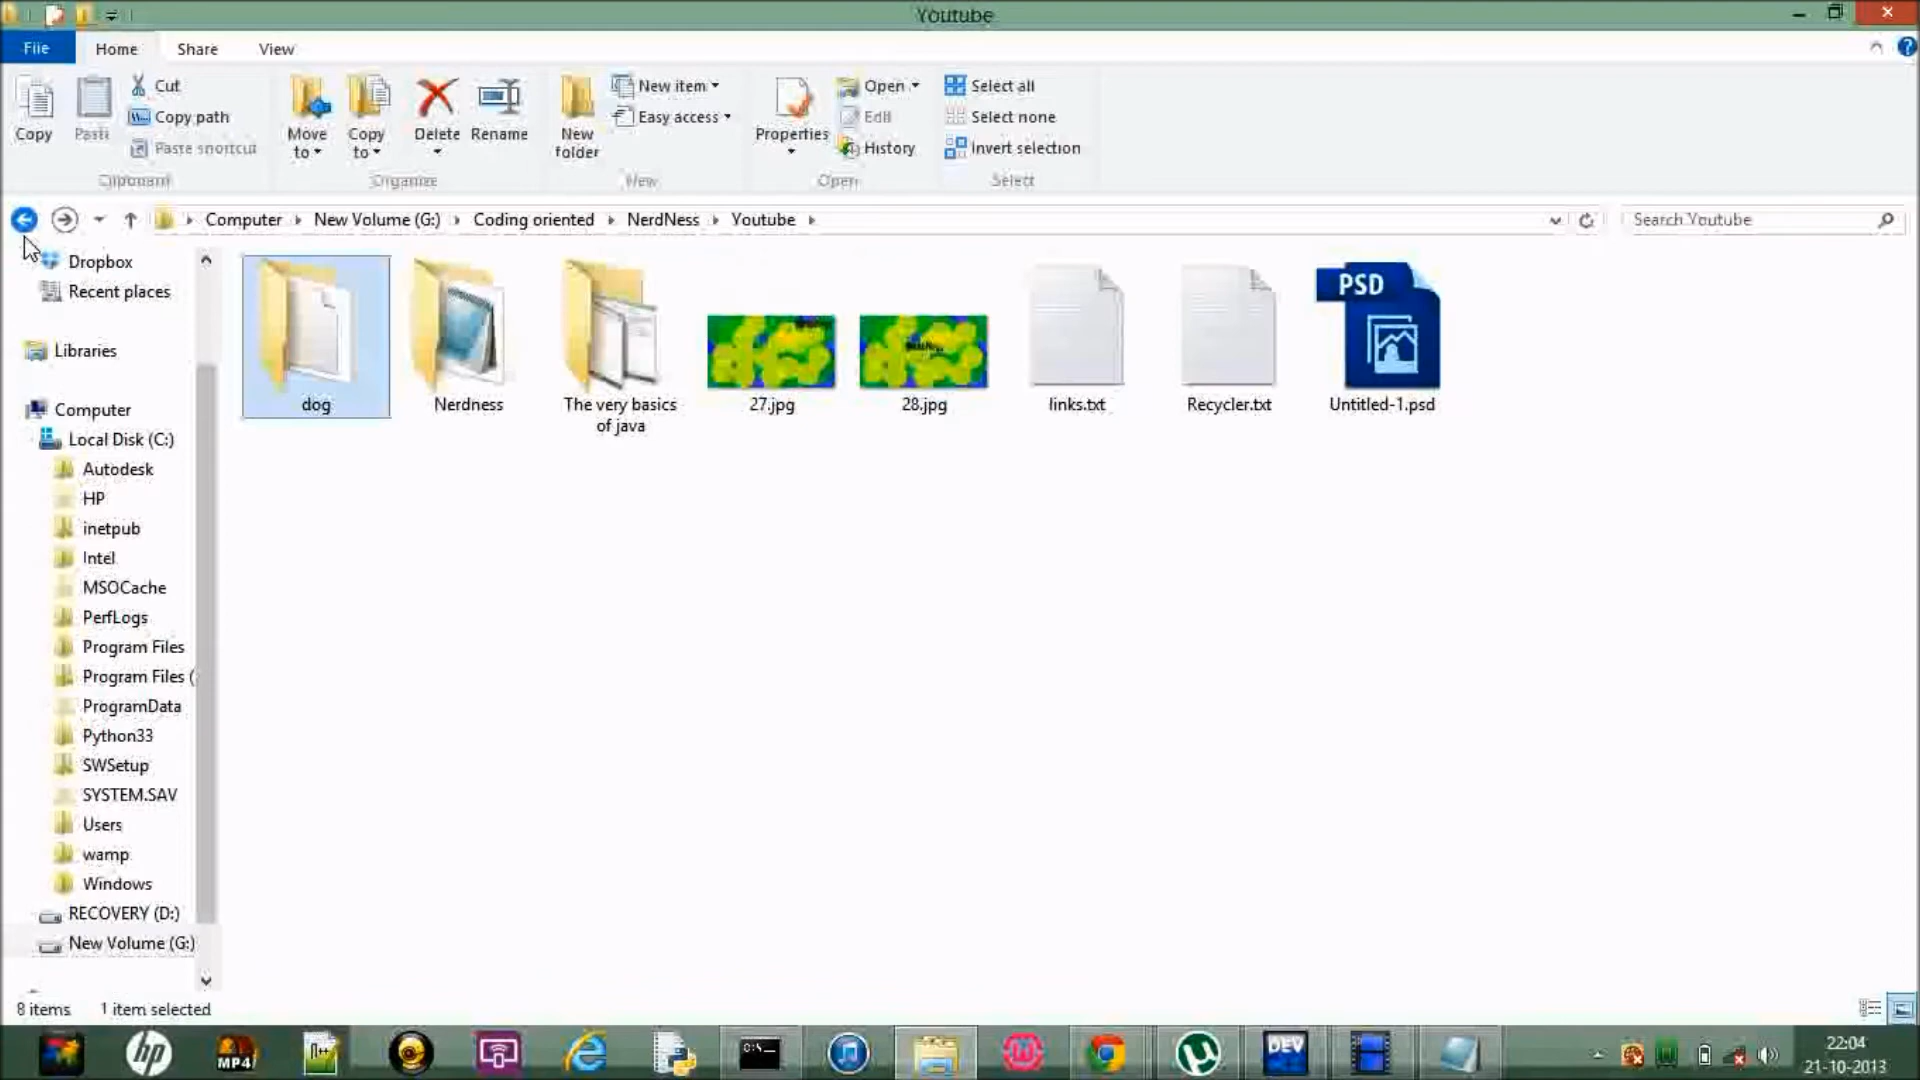 Youtube
File Home Share View
Copy
Paste
Cut
Copy path
Paste shortcut
Clipboard
Move to
Copy to
Delete
Rename
Organize
New folder
New item
Easy access
New
Properties
Open
Edit
History
Open
Select all
Select none
Invert selection
Select
Computer New Volume (G:) Coding oriented NerdNess Youtube
Search Youtube
Dropbox
Recent places
Libraries
Computer
Local Disk (C:)
Autodesk
HP
inetpub
Intel
MSOCache
PerfLogs
Program Files
Program Files (
ProgramData
Python33
SWSetup
SYSTEM.SAV
Users
wamp
Windows
RECOVERY (D:)
New Volume (G:)
dog
Nerdness
The very basics
of java
27.jpg
28.jpg
links.txt
Recycler.txt
PSD
Untitled-1.psd
8 items 1 item selected
hp
MP4
DEV
22:04
21-10-2013